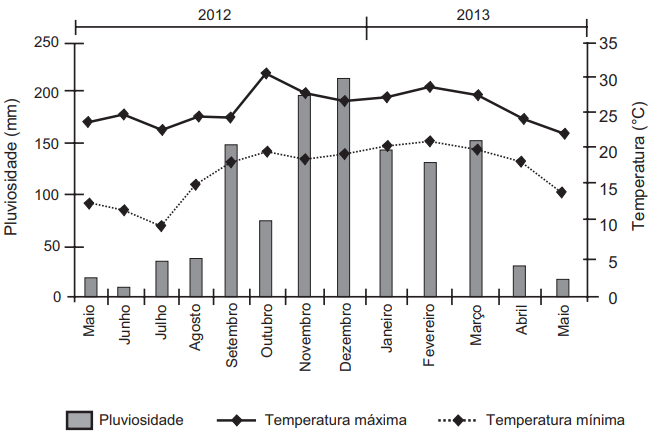 2012 2013
250 35
200 30
150 25
100 20
50 15
0 10
5
0
Pluviosidade (mm)
Temperatura (°C)
Maio
Junho
Julho
Agosto
Setembro
Outubro
Novembro
Dezembro
Janeiro
Fevereiro
Março
Abril
Maio
Pluviosidade Temperatura máxima Temperatura mínima